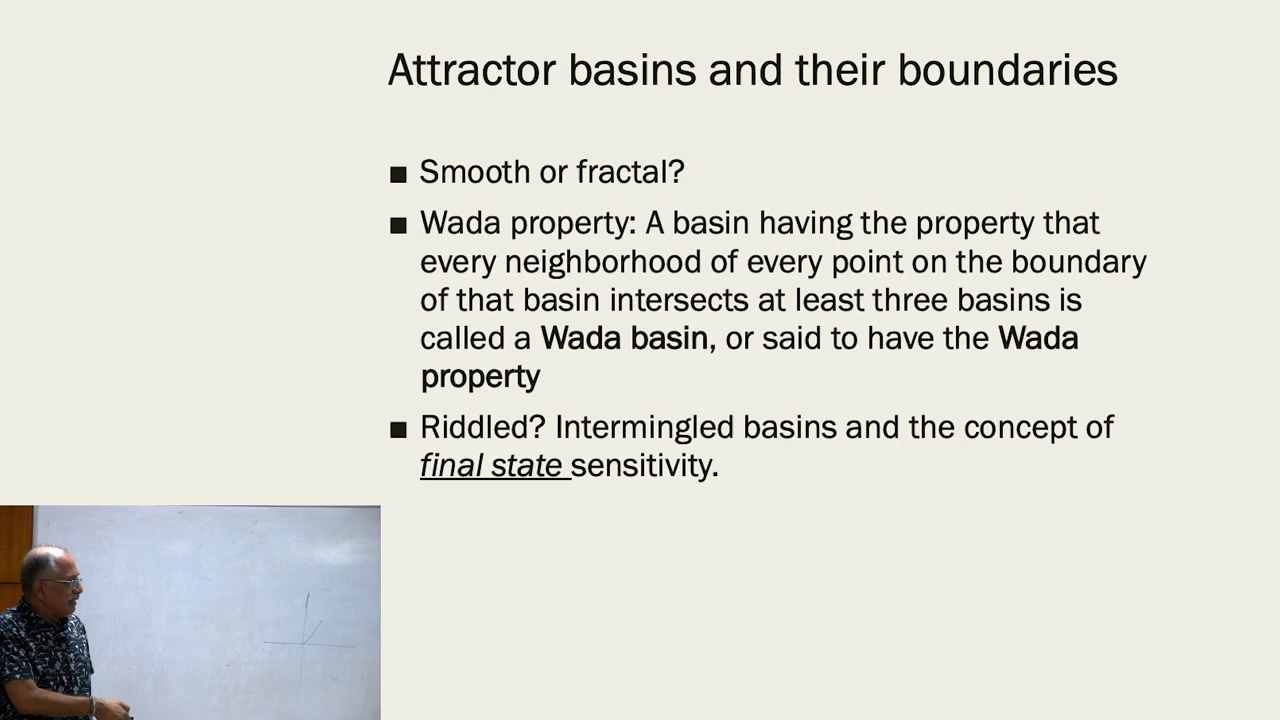 Attractor basins and their boundaries
■ Smooth or fractal?
■ Wada property: A basin having the property that
every neighborhood of every point on the boundary
of that basin intersects at least three basins is
called a Wada basin, or said to have the Wada
property
■ Riddled? Intermingled basins and the concept of
final state sensitivity.